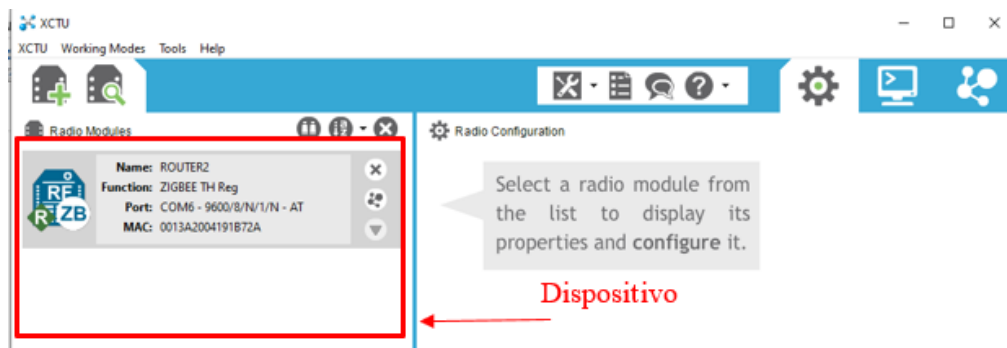 XCTU
XCTU Working Modes Tools Help
Radio Modules
Radio Configuration
Name: ROUTER2
Function: ZIGBEE TH Reg
Port: COM6 - 9600/8/N/1/N - AT
MAC: 0013A2004191B72A
RF
R ZB
Select a radio module from
the list to display its
properties and configure it.
Dispositivo